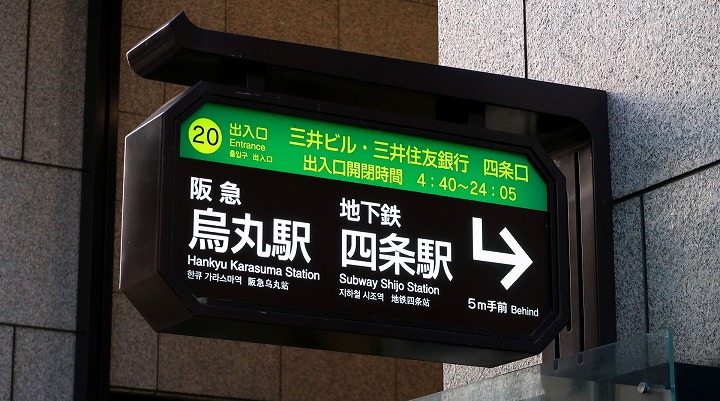 20 出入口
Entrance
출입구 出入口
三井ビル・三井住友銀行 四条口
出入口開閉時間 4:40～24:05
阪急
烏丸駅
Hankyu Karasuma Station
한큐 가라스마역 阪急乌丸站
地下鉄
四条駅
Subway Shijo Station
지하철 시조역 地铁四条站
5m手前 Behind